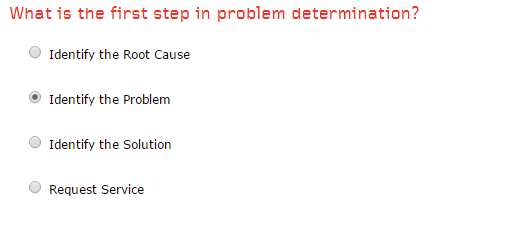 What is the first step in problem determination?
Identify the Root Cause
Identify the Problem
Identify the Solution
Request Service